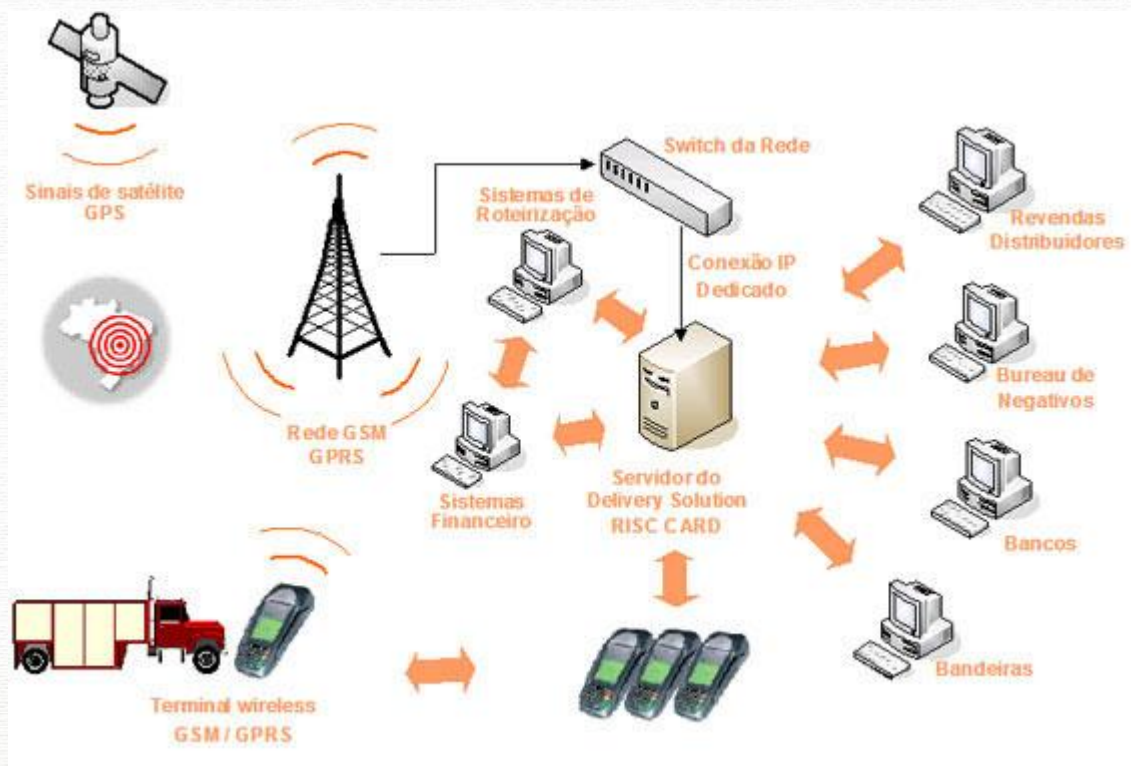 Sinais de satélite
GPS
Switch da Rede
Sistemas de
Roteirização
Revendas
Distribuidores
Conexão IP
Dedicado
Rede GSM
GPRS
Bureau de
Negativos
Sistemas
Financeiro
Servidor do
Delivery Solution
RISC CARD
Bancos
Bandeiras
Terminal wireless
GSM / GPRS